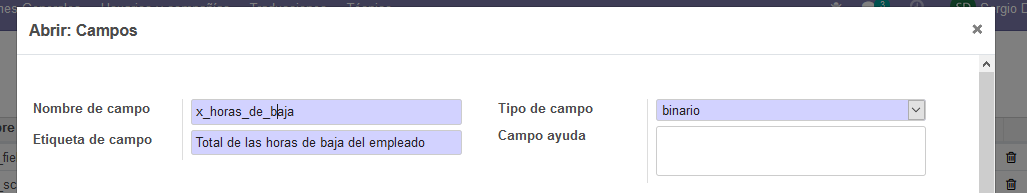 Abrir: Campos
×
Nombre de campo
x_horas_de_baja
Tipo de campo
binario
Etiqueta de campo
Total de las horas de baja del empleado
Campo ayuda